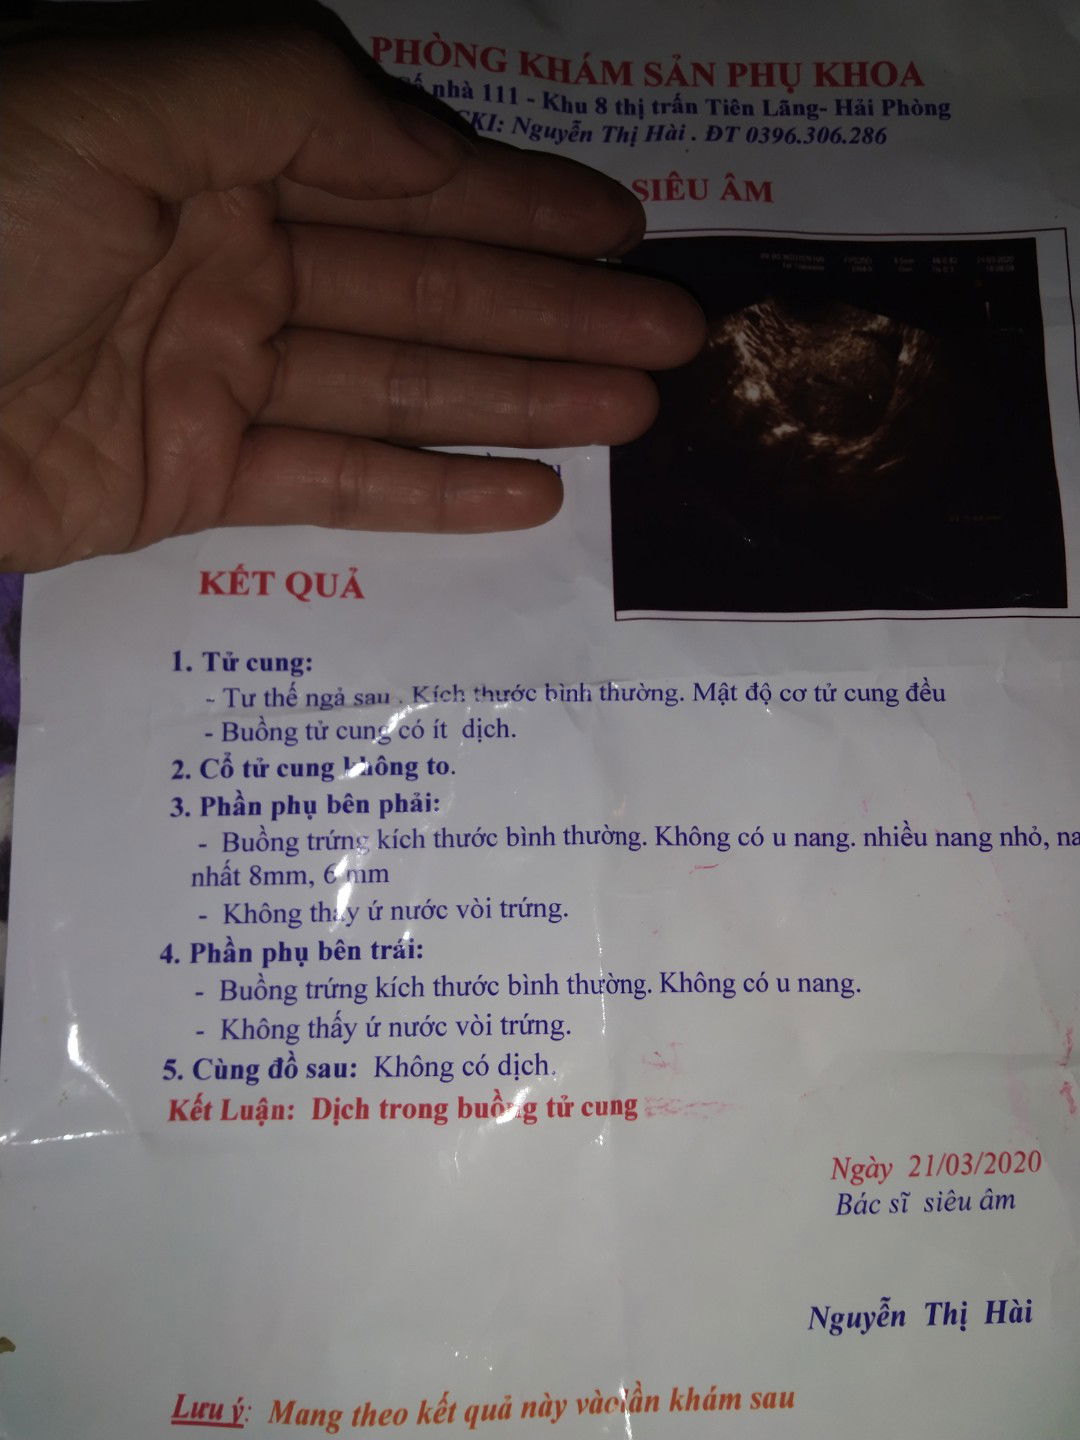 PHÒNG KHÁM SẢN PHỤ KHOA
nhà 111 - Khu 8 thị trấn Tiên Lãng- Hải Phòng
CKI: Nguyễn Thị Hài . ĐT 0396.306.286
SIÊU ÂM
KẾT QUẢ
1. Tử cung:
- Tư thế ngả sau . Kích thước bình thường. Mật độ cơ tử cung đều
- Buồng tử cung có ít dịch.
2. Cổ tử cung không to.
3. Phần phụ bên phải:
- Buồng trứng kích thước bình thường. Không có u nang. nhiều nang nhỏ, na
nhất 8mm, 6 mm
- Không thấy ứ nước vòi trứng.
4. Phần phụ bên trái:
- Buồng trứng kích thước bình thường. Không có u nang.
- Không thấy ứ nước vòi trứng.
5. Cùng đồ sau: Không có dịch.
Kết Luận: Dịch trong buồng tử cung
Ngày 21/03/2020
Bác sĩ siêu âm
Nguyễn Thị Hài
Lưu ý: Mang theo kết quả này vào lần khám sau